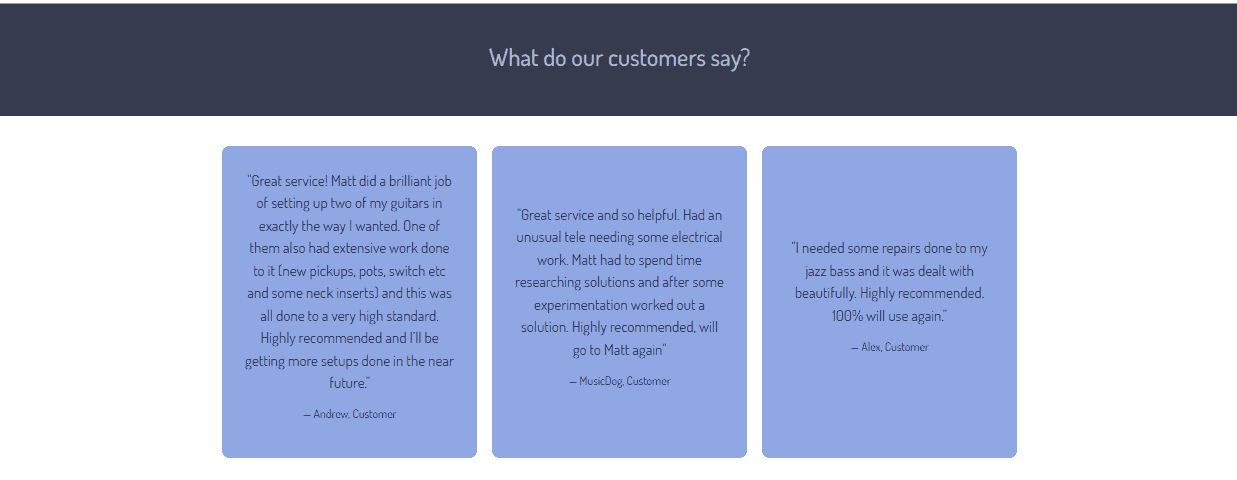 What do our customers say?
"Great service! Matt did a brilliant job
of setting up two of my guitars in
exactly the way I wanted. One of
them also had extensive work done
to it (new pickups, pots, switch etc
and some neck inserts) and this was
all done to a very high standard.
Highly recommended and I'll be
getting more setups done in the near
future."
— Andrew, Customer
"Great service and so helpful. Had an
unusual tele needing some electrical
work. Matt had to spend time
researching solutions and after some
experimentation worked out a
solution. Highly recommended, will
go to Matt again"
— MusicDog, Customer
"I needed some repairs done to my
jazz bass and it was dealt with
beautifully. Highly recommended.
100% will use again."
— Alex, Customer